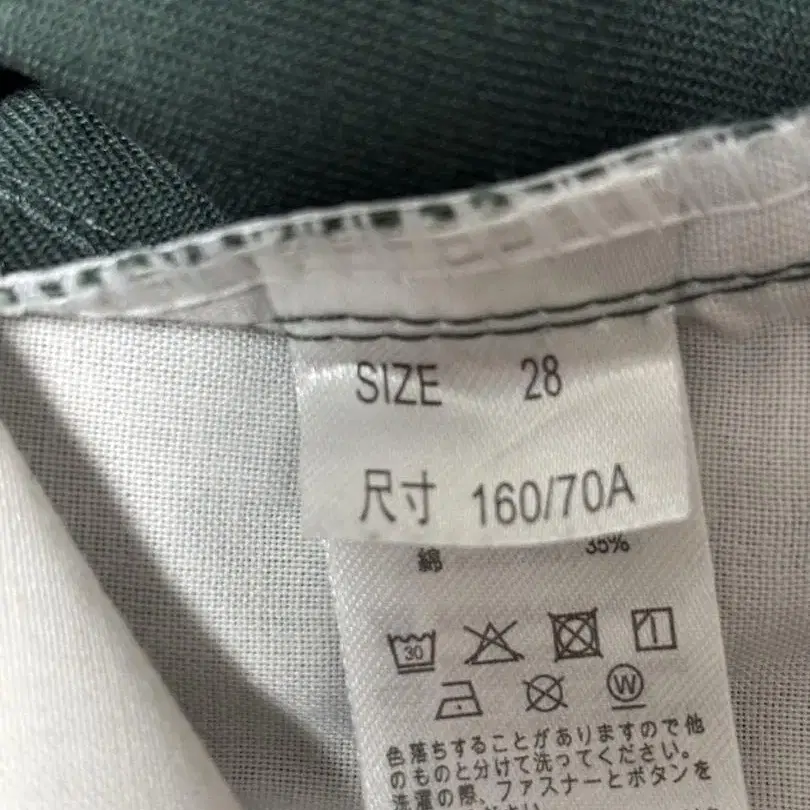 SIZE 28
尺寸 160/70A
綿 35%
30
W
色落ちすることがありますので他
のものと分けて洗ってください。
洗濯の際、ファスナーとボタンを